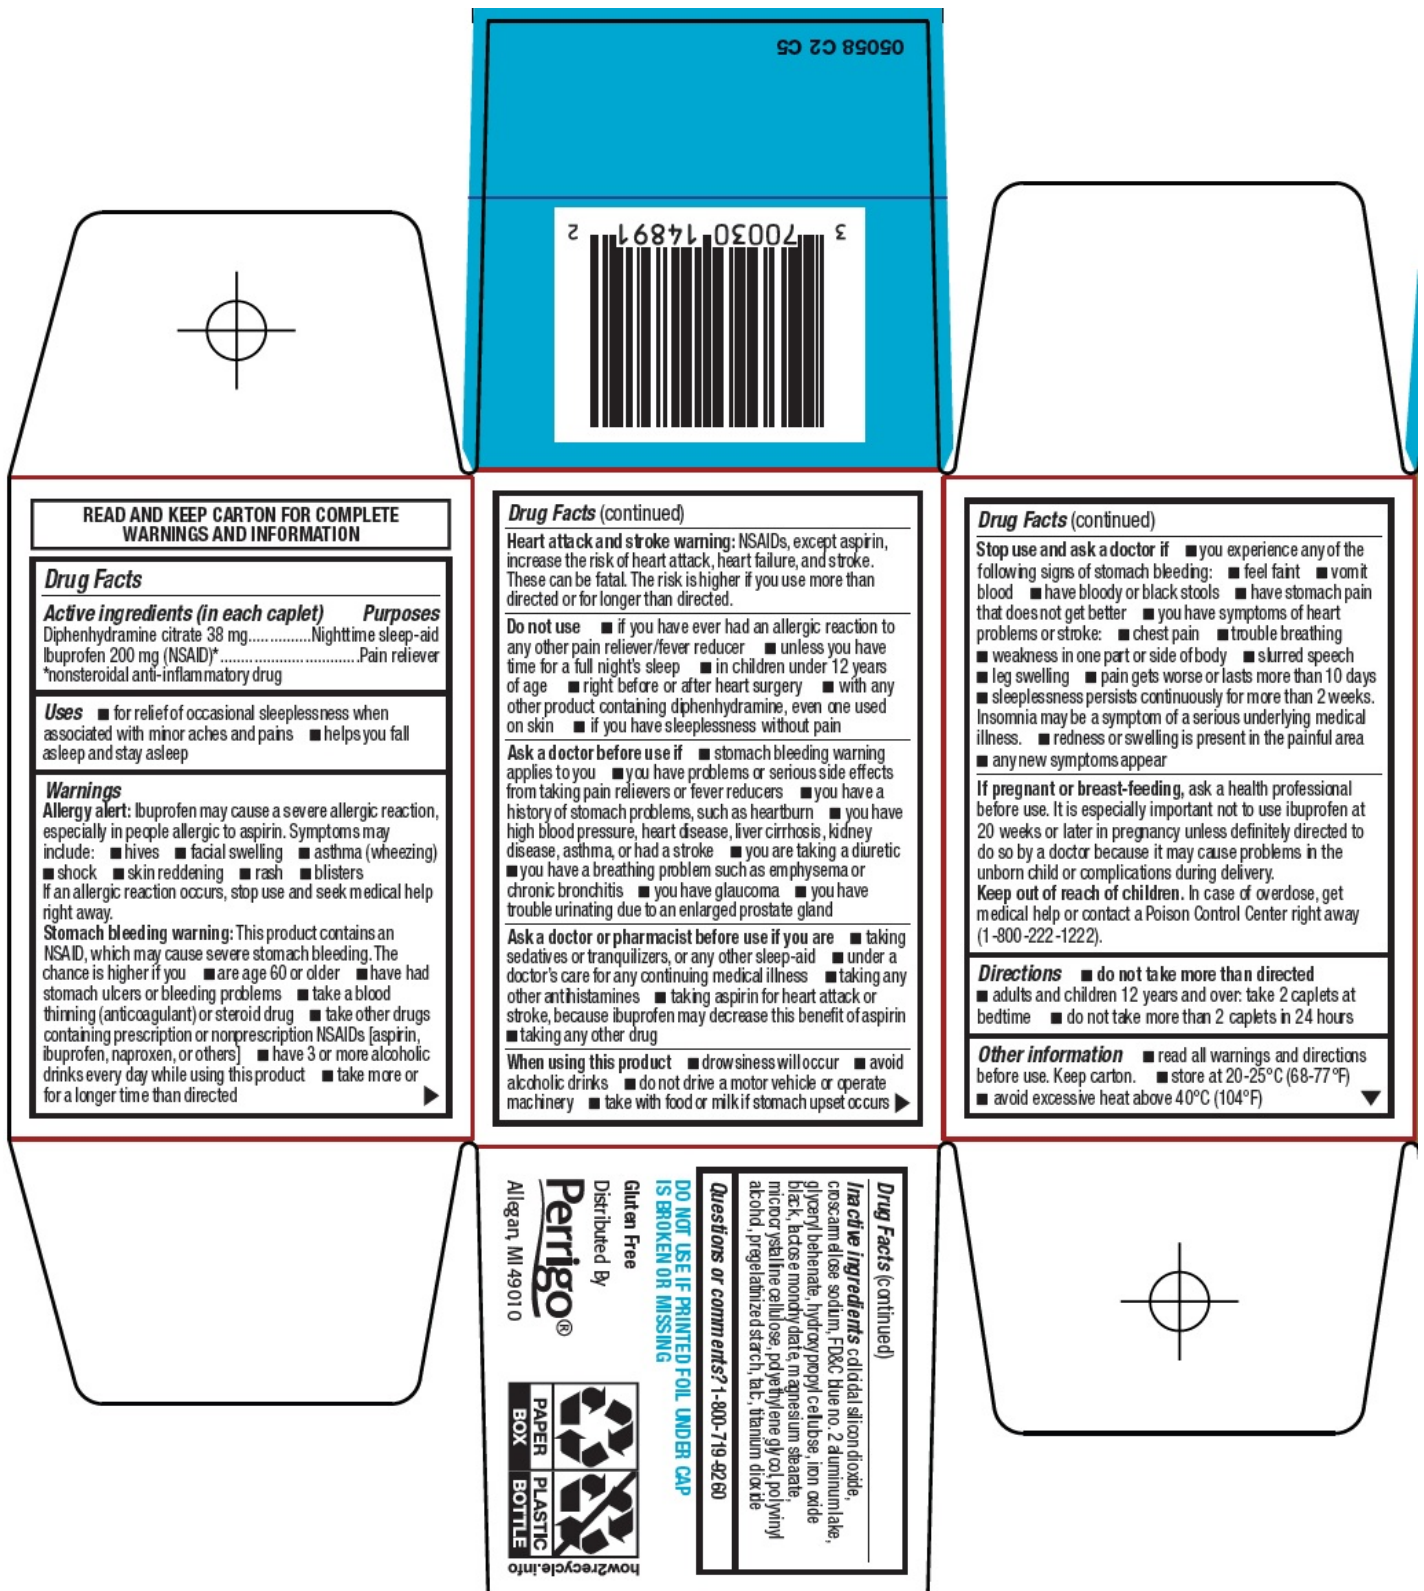 05058 C2 C5
3 70030 14891 2
READ AND KEEP CARTON FOR COMPLETE
WARNINGS AND INFORMATION
Drug Facts
Active ingredients (in each caplet) Purposes
Diphenhydramine citrate 38 mg..............Nighttime sleep-aid
Ibuprofen 200 mg (NSAID)*................................Pain reliever
*nonsteroidal anti-inflammatory drug
Uses ■ for relief of occasional sleeplessness when
associated with minor aches and pains ■ helps you fall
asleep and stay asleep
Warnings
Allergy alert: Ibuprofen may cause a severe allergic reaction,
especially in people allergic to aspirin. Symptoms may
include: ■ hives ■ facial swelling ■ asthma (wheezing)
■ shock ■ skin reddening ■ rash ■ blisters
If an allergic reaction occurs, stop use and seek medical help
right away.
Stomach bleeding warning: This product contains an
NSAID, which may cause severe stomach bleeding. The
chance is higher if you ■ are age 60 or older ■ have had
stomach ulcers or bleeding problems ■ take a blood
thinning (anticoagulant) or steroid drug ■ take other drugs
containing prescription or nonprescription NSAIDs [aspirin,
ibuprofen, naproxen, or others] ■ have 3 or more alcoholic
drinks every day while using this product ■ take more or
for a longer time than directed
Drug Facts (continued)
Heart attack and stroke warning: NSAIDs, except aspirin,
increase the risk of heart attack, heart failure, and stroke.
These can be fatal. The risk is higher if you use more than
directed or for longer than directed.
Do not use ■ if you have ever had an allergic reaction to
any other pain reliever/fever reducer ■ unless you have
time for a full night's sleep ■ in children under 12 years
of age ■ right before or after heart surgery ■ with any
other product containing diphenhydramine, even one used
on skin ■ if you have sleeplessness without pain
Ask a doctor before use if ■ stomach bleeding warning
applies to you ■ you have problems or serious side effects
from taking pain relievers or fever reducers ■ you have a
history of stomach problems, such as heartburn ■ you have
high blood pressure, heart disease, liver cirrhosis, kidney
disease, asthma, or had a stroke ■ you are taking a diuretic
■ you have a breathing problem such as emphysema or
chronic bronchitis ■ you have glaucoma ■ you have
trouble urinating due to an enlarged prostate gland
Ask a doctor or pharmacist before use if you are ■ taking
sedatives or tranquilizers, or any other sleep-aid ■ under a
doctor's care for any continuing medical illness ■ taking any
other antihistamines ■ taking aspirin for heart attack or
stroke, because ibuprofen may decrease this benefit of aspirin
■ taking any other drug
When using this product ■ drowsiness will occur ■ avoid
alcoholic drinks ■ do not drive a motor vehicle or operate
machinery ■ take with food or milk if stomach upset occurs
Drug Facts (continued)
Stop use and ask a doctor if ■ you experience any of the
following signs of stomach bleeding: ■ feel faint ■ vomit
blood ■ have bloody or black stools ■ have stomach pain
that does not get better ■ you have symptoms of heart
problems or stroke: ■ chest pain ■ trouble breathing
■ weakness in one part or side of body ■ slurred speech
■ leg swelling ■ pain gets worse or lasts more than 10 days
■ sleeplessness persists continuously for more than 2 weeks.
Insomnia may be a symptom of a serious underlying medical
illness. ■ redness or swelling is present in the painful area
■ any new symptoms appear
If pregnant or breast-feeding, ask a health professional
before use. It is especially important not to use ibuprofen at
20 weeks or later in pregnancy unless definitely directed to
do so by a doctor because it may cause problems in the
unborn child or complications during delivery.
Keep out of reach of children. In case of overdose, get
medical help or contact a Poison Control Center right away
(1-800-222-1222).
Directions ■ do not take more than directed
■ adults and children 12 years and over: take 2 caplets at
bedtime ■ do not take more than 2 caplets in 24 hours
Other information ■ read all warnings and directions
before use. Keep carton. ■ store at 20-25°C (68-77°F)
■ avoid excessive heat above 40°C (104°F)
Drug Facts (continued)
Inactive ingredients colloidal silicon dioxide,
croscarmellose sodium, FD&C blue no. 2 aluminum lake,
glyceryl behenate, hydroxypropyl cellulose, iron oxide
black, lactose monohydrate, magnesium stearate,
microcrystalline cellulose, polyethylene glycol, polyvinyl
alcohol, pregelatinized starch, talc, titanium dioxide
Questions or comments? 1-800-719-9260
DO NOT USE IF PRINTED FOIL UNDER CAP
IS BROKEN OR MISSING
Gluten Free
Distributed By
Perrigo®
Allegan, MI 49010
PAPER
BOX
PLASTIC
BOTTLE
how2recycle.info